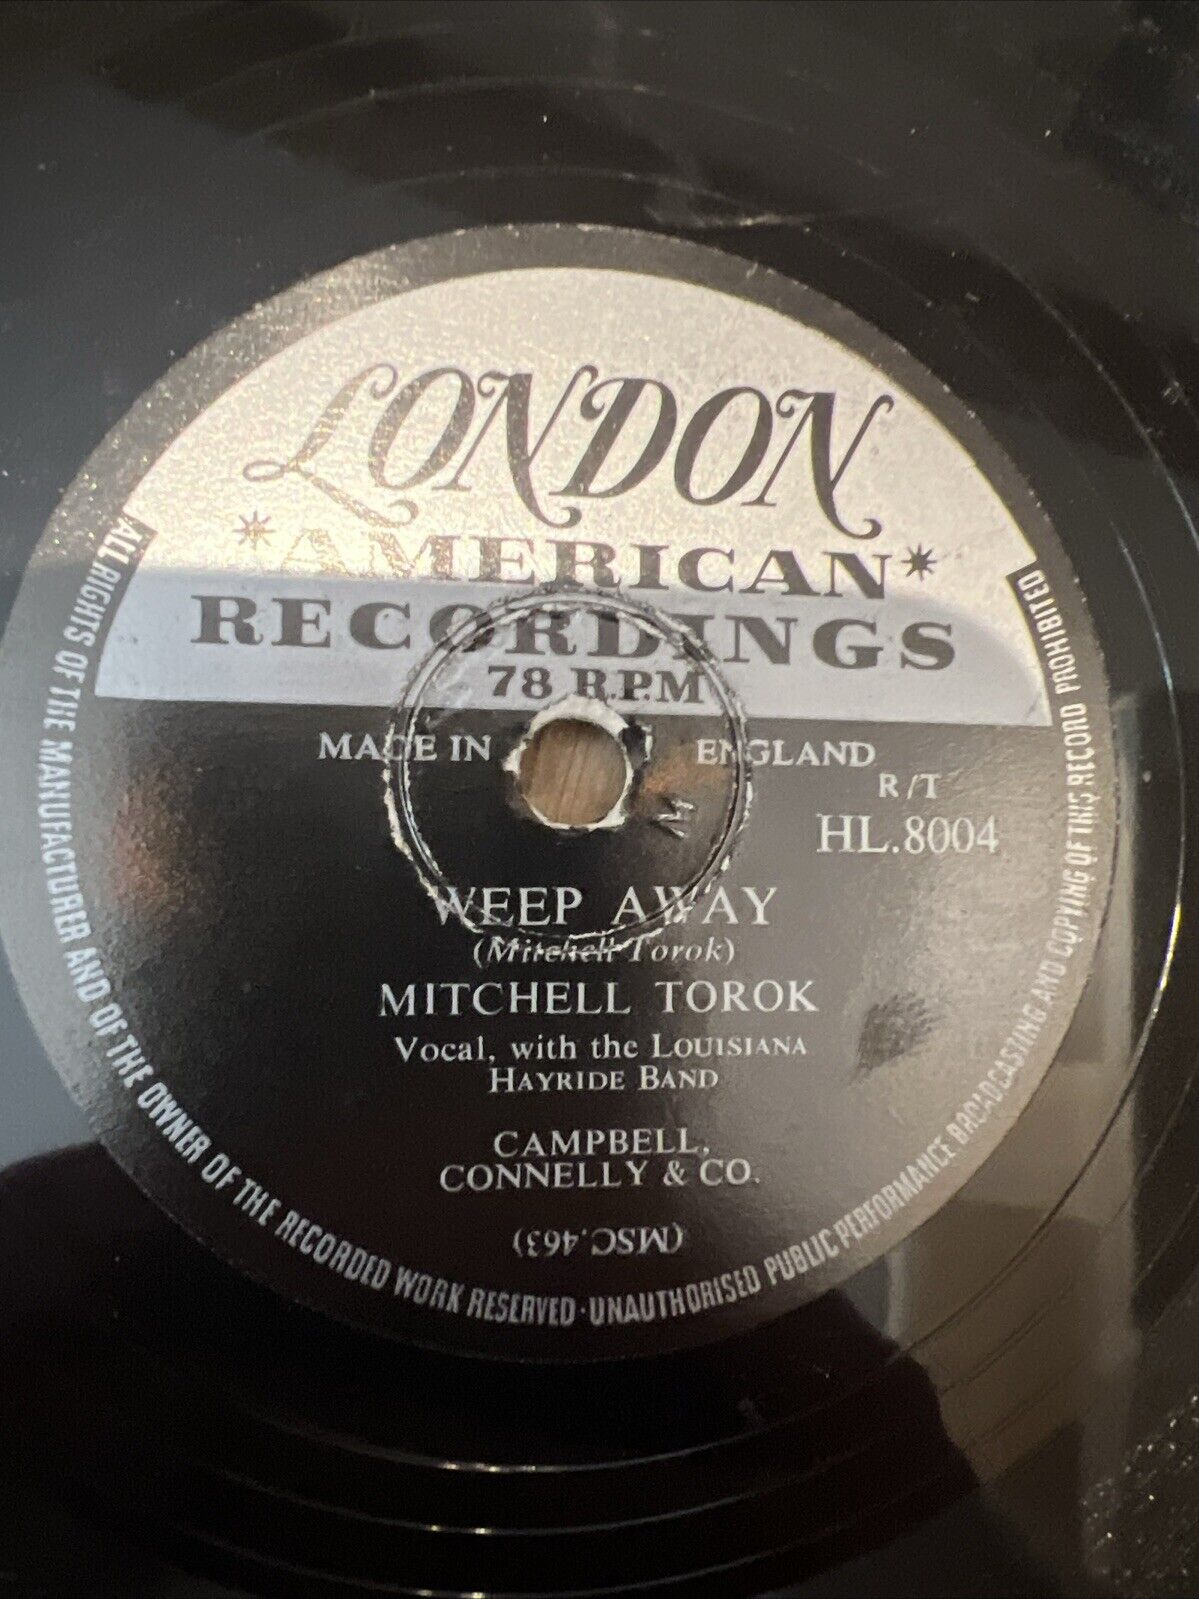 LONDON
*AMERICAN*
RECORDINGS
78 R.P.M
MADE IN ENGLAND
R/T
HL.8004
M
WEEP AWAY
(Mitchell Torok)
MITCHELL TOROK
Vocal, with the LOUISIANA
HAYRIDE BAND
CAMPBELL,
CONNELLY & CO.
(MSC.463)
ALL RIGHTS OF THE MANUFACTURER AND OF THE OWNER OF THE RECORDED WORK RESERVED · UNAUTHORISED PUBLIC PERFORMANCE BROADCASTING AND COPYING OF THIS RECORD PROHIBITED